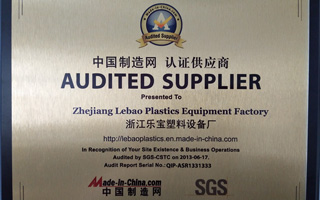 Audited Supplier
中国制造网 认证供应商
AUDITED SUPPLIER
Presented To
Zhejiang Lebao Plastics Equipment Factory
浙江乐宝塑料设备厂
http://lebaoplastics.en.made-in-china.com/
In Recognition of Your Site Existence & Business Operations
Audited by SGS-CSTC on 2013-06-17.
Audit Report Serial No.: QIP-ASR1331333
Made-in-China.com
中国制造网
SGS